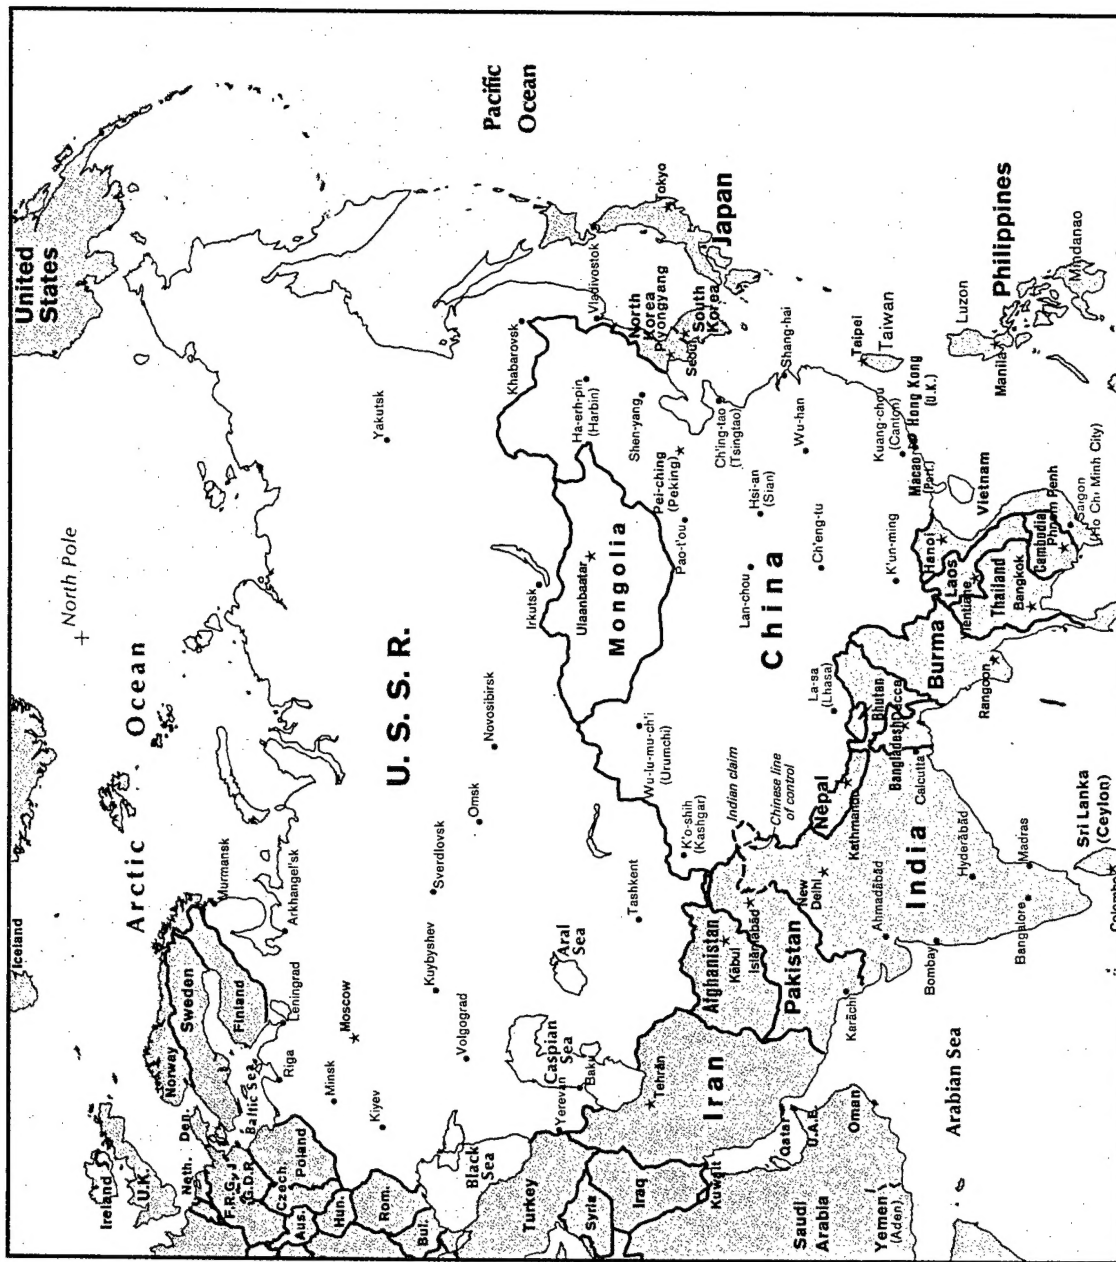 United
States
Pacific
Ocean
+ North Pole
Arctic Ocean
Iceland
Ireland
U.K.
Norway
Sweden
Finland
Den.
Neth.
F.R.G.
G.D.R.
Baltic Sea
Poland
Czech.
Aus.
Hun.
Rom.
Bul.
Murmansk
Arkhangel'sk
Leningrad
Riga
Minsk
Moscow
Kiyev
Kuybyshev
Volgograd
Sverdlovsk
Omsk
Novosibirsk
U. S. S. R.
Yakutsk
Irkutsk
Khabarovsk
Vladivostok
Tashkent
Aral
Sea
Caspian
Sea
Baku
Yerevan
Black
Sea
Turkey
Syria
Iraq
Kuwait
Iran
Tehrān
Qatar
U.A.E.
Oman
Saudi
Arabia
Yemen
(Aden)
Arabian Sea
Afghanistan
Kābul
Islāmābād
Pakistan
Karāchi
Indian claim
Chinese line
of control
New
Delhi
Nepal
Kathmandu
India
Ahmadābād
Bombay
Hyderābād
Bangalore
Madras
Calcutta
Sri Lanka
(Ceylon)
Bhutan
Bangladesh
Dacca
Burma
Rangoon
Mongolia
Ulaanbaatar
China
Wu-lu-mu-ch'i
(Urumchi)
K'o-shih
(Kashgar)
La-sa
(Lhasa)
Lan-chou
Ch'eng-tu
K'un-ming
Pao-t'ou
Pei-ching
(Peking)
Hsi-an
(Sian)
Ha-erh-pin
(Harbin)
Shen-yang
Ch'ing-tao
(Tsingtao)
Wu-han
Shang-hai
Kuang-chou
(Canton)
Macao
(Port.)
Hong Kong
(U.K.)
Taipei
Taiwan
North
Korea
P'yongyang
Seoul
South
Korea
Japan
Tokyo
Luzon
Manila
Philippines
Mindanao
Vietnam
Hanoi
Laos
Vientiane
Thailand
Bangkok
Cambodia
Phnom Penh
Saigon
(Ho Chi Minh City)